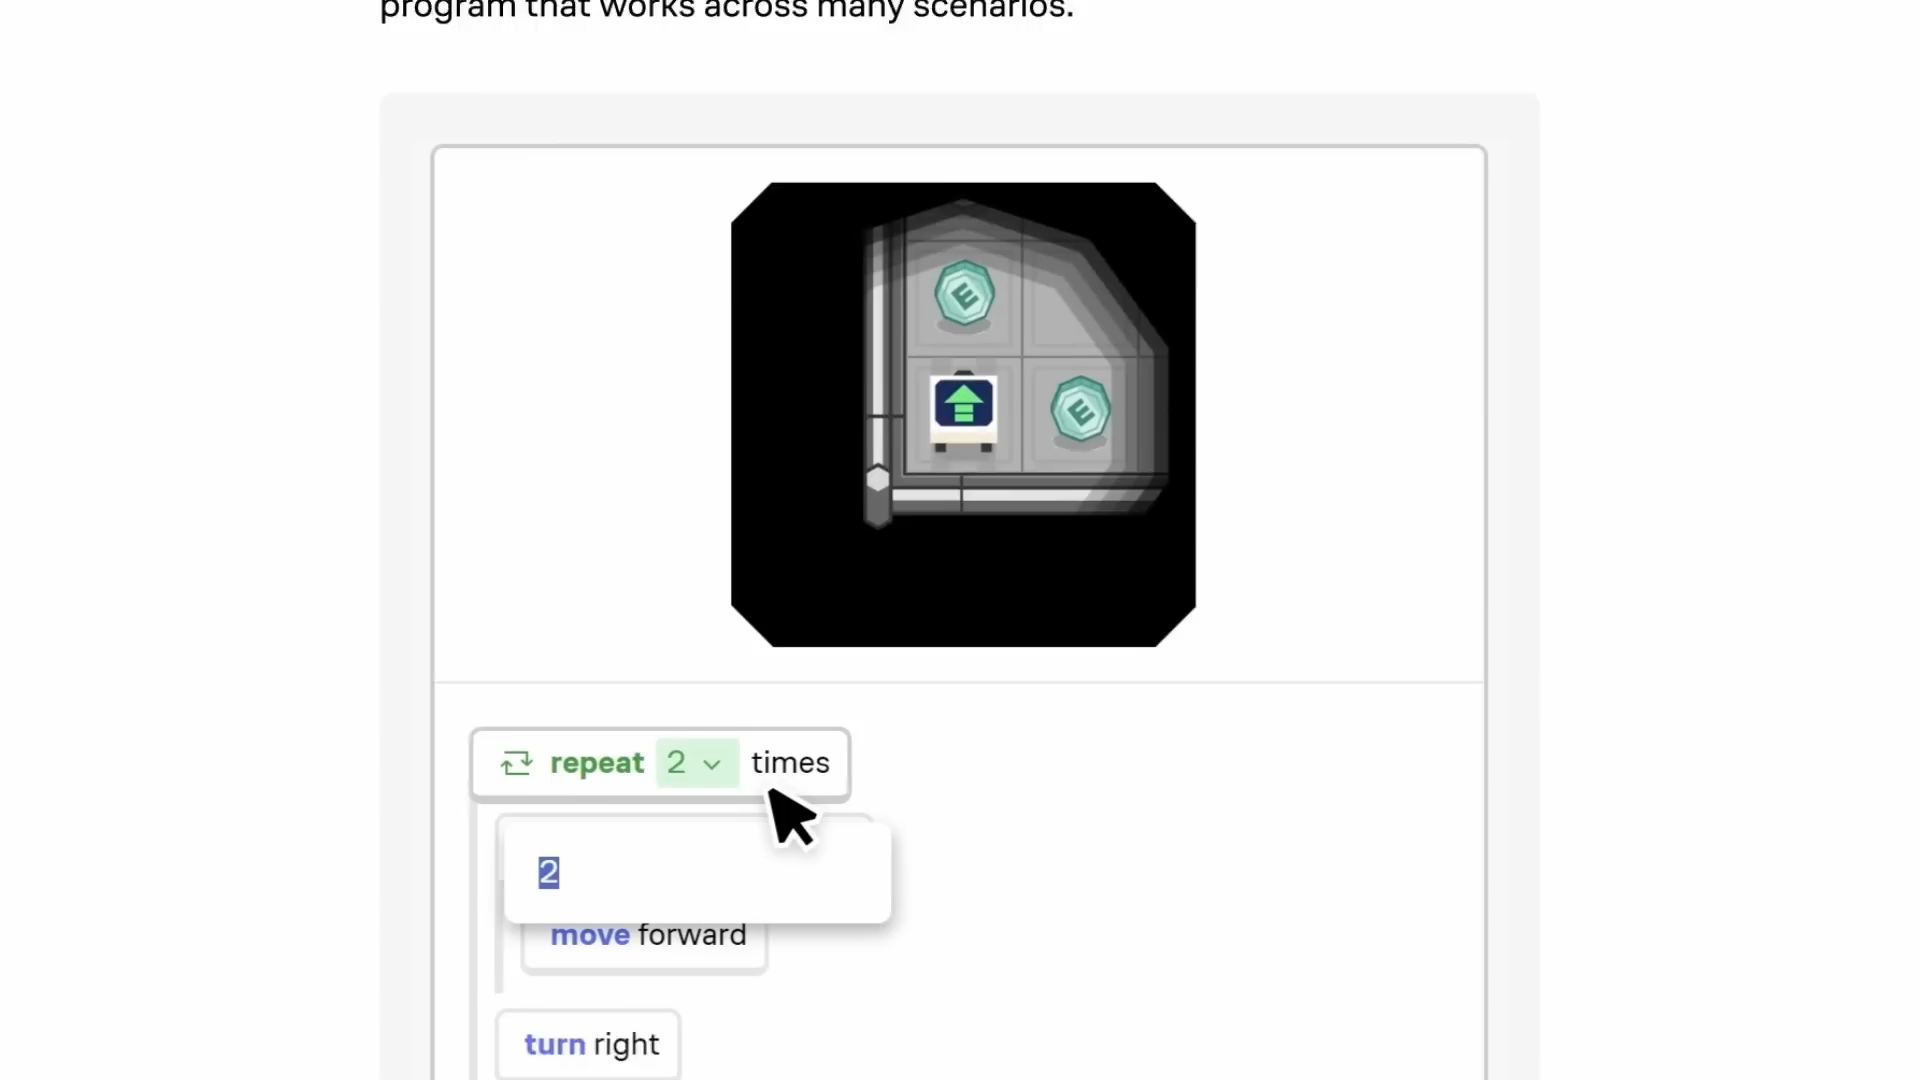 program that works across many scenarios.
E
E
repeat 2 times
2
move forward
turn right